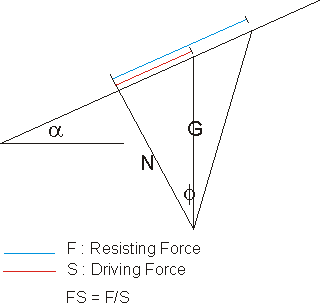 α
G
N
ϕ
F : Resisting Force
S : Driving Force
FS = F/S